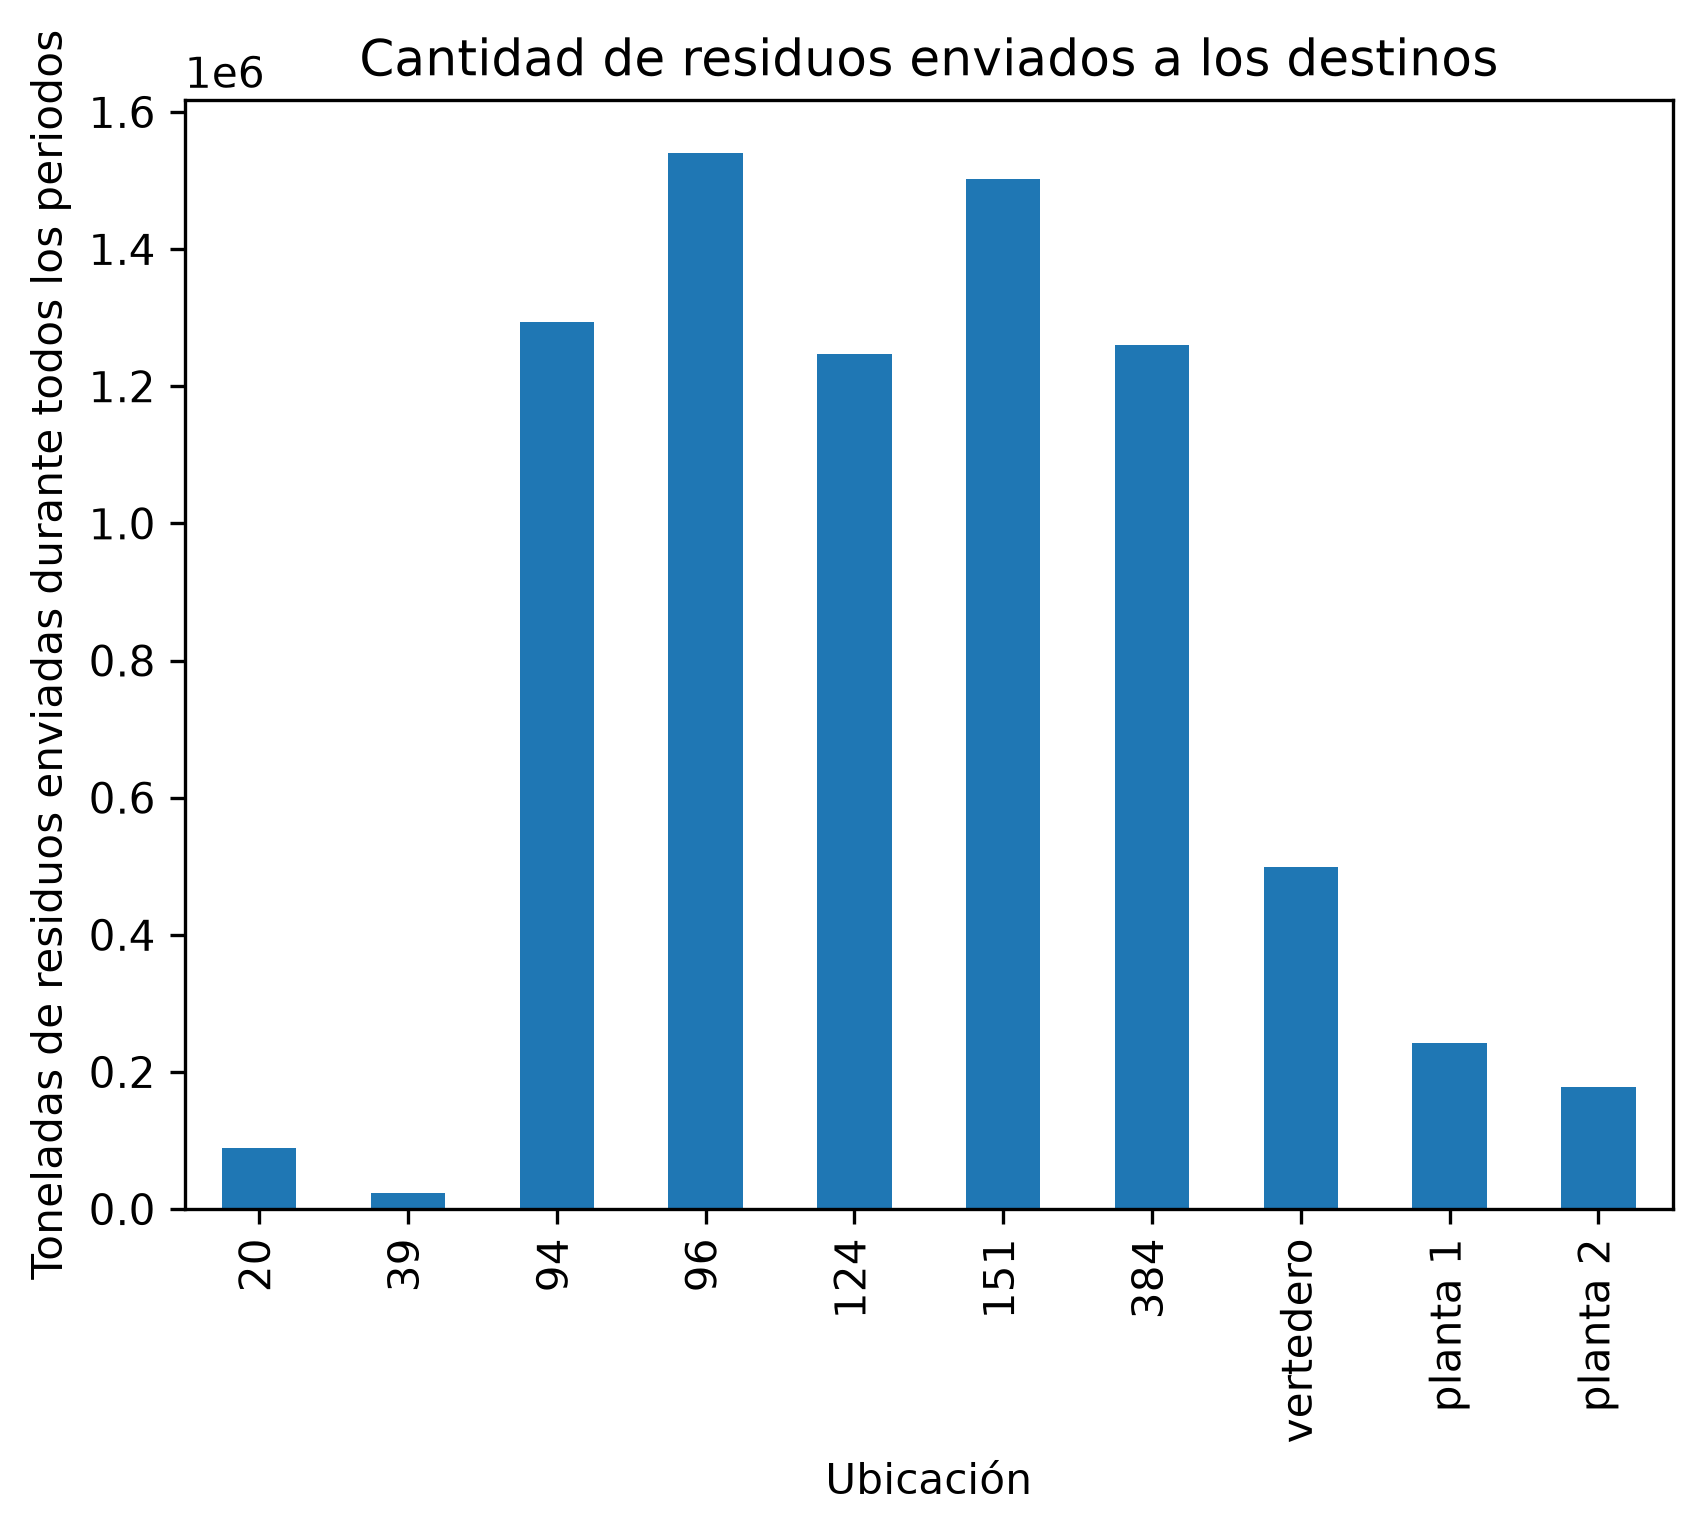 Cantidad de residuos enviados a los destinos
1e6
Toneladas de residuos enviadas durante todos los periodos
1.6
1.4
1.2
1.0
0.8
0.6
0.4
0.2
0.0
20
39
94
96
124
151
384
vertedero
planta 1
planta 2
Ubicación